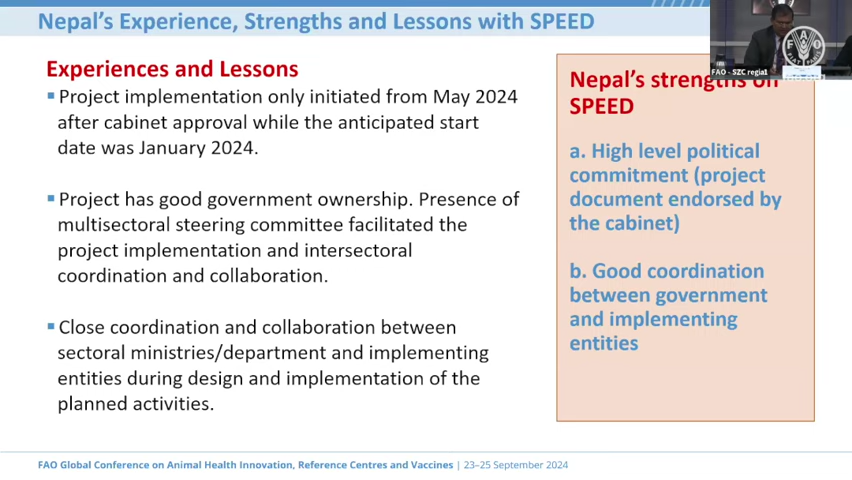 Nepal's Experience, Strengths and Lessons with SPEED
Experiences and Lessons
▪ Project implementation only initiated from May 2024
after cabinet approval while the anticipated start
date was January 2024.
▪ Project has good government ownership. Presence of
multisectoral steering committee facilitated the
project implementation and intersectoral
coordination and collaboration.
▪ Close coordination and collaboration between
sectoral ministries/department and implementing
entities during design and implementation of the
planned activities.
Nepal's strengths on
SPEED
a. High level political
commitment (project
document endorsed by
the cabinet)
b. Good coordination
between government
and implementing
entities
FAO - SZC regia1
FAO Global Conference on Animal Health Innovation, Reference Centres and Vaccines | 23–25 September 2024